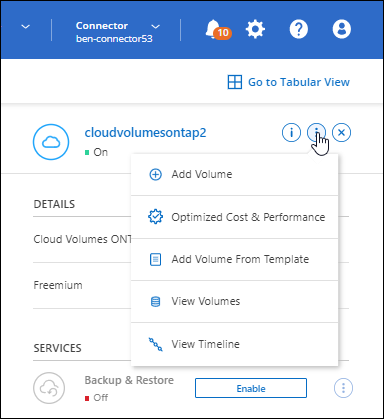 Connector
ben-connector53
10
Go to Tabular View
cloudvolumesontap2
On
Add Volume
DETAILS
Optimized Cost & Performance
Cloud Volumes ONT
Add Volume From Template
Freemium
View Volumes
View Timeline
SERVICES
Backup & Restore
Off
Enable